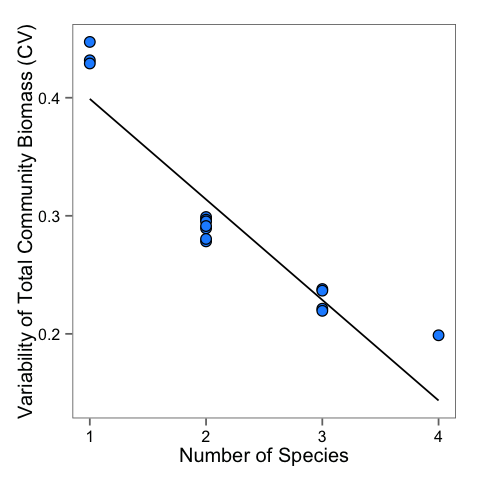 Variability of Total Community Biomass (CV)
0.4
0.3
0.2
1 2 3 4
Number of Species